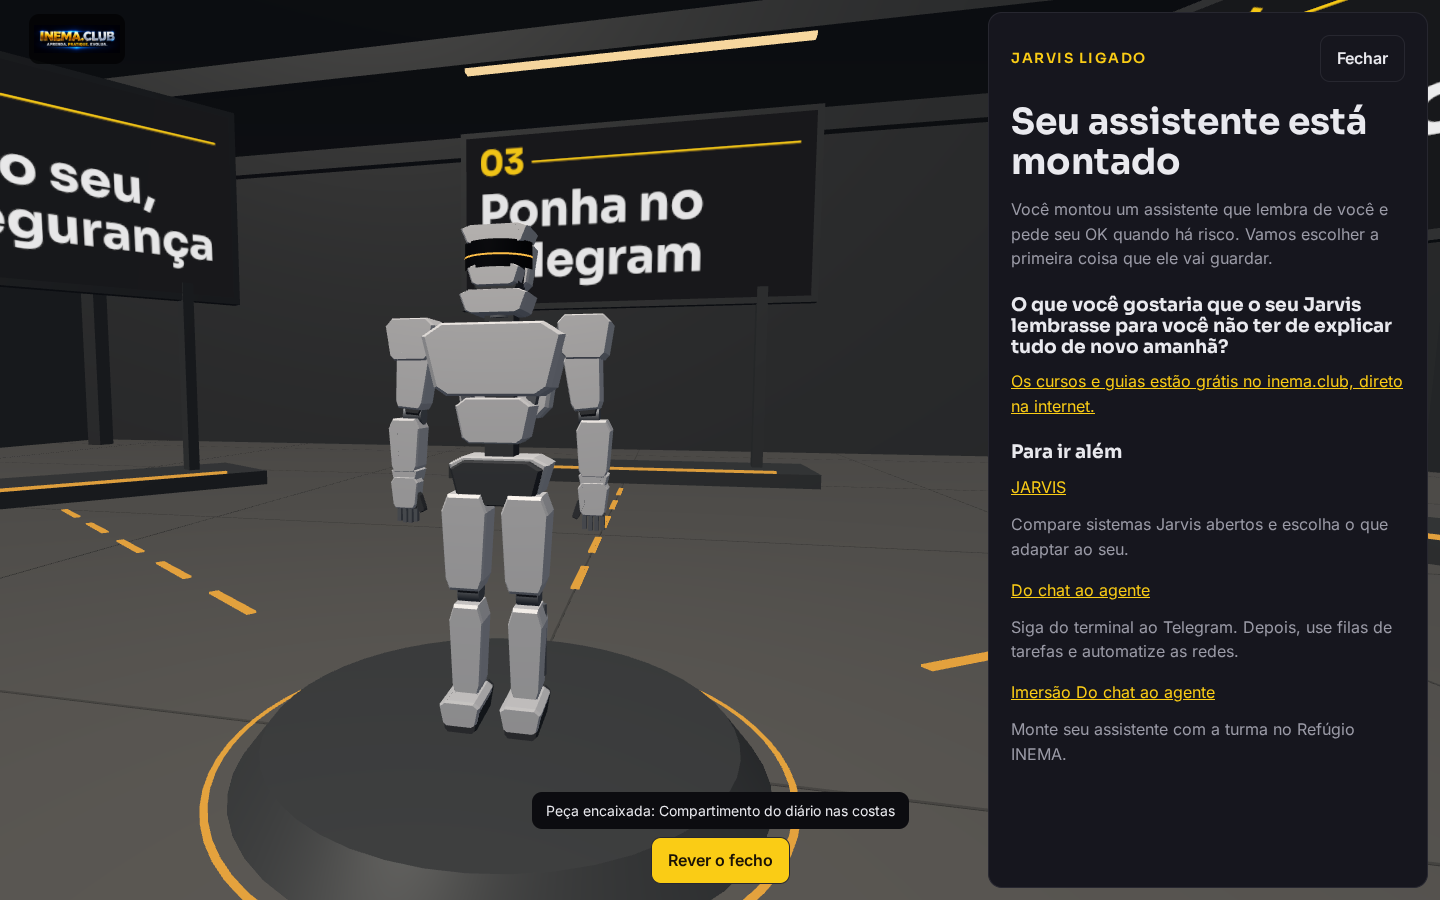 INEMA.CLUB
o seu,
egurança
03
Ponha no
legram
JARVIS LIGADO
Fechar
Seu assistente está
montado
Você montou um assistente que lembra de você e
pede seu OK quando há risco. Vamos escolher a
primeira coisa que ele vai guardar.
O que você gostaria que o seu Jarvis
lembrasse para você não ter de explicar
tudo de novo amanhã?
Os cursos e guias estão grátis no inema.club, direto
na internet.
Para ir além
JARVIS
Compare sistemas Jarvis abertos e escolha o que
adaptar ao seu.
Do chat ao agente
Siga do terminal ao Telegram. Depois, use filas de
tarefas e automatize as redes.
Imersão Do chat ao agente
Monte seu assistente com a turma no Refúgio
INEMA.
Peça encaixada: Compartimento do diário nas costas
Rever o fecho